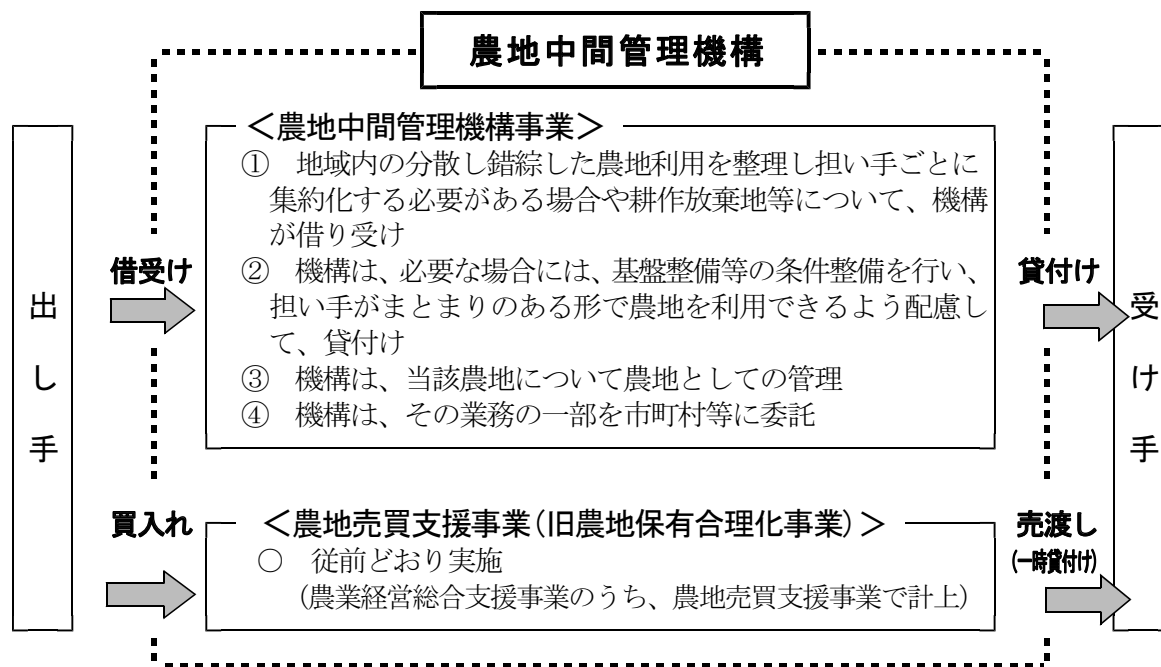 農地中間管理機構
出し手
借受け
＜農地中間管理機構事業＞
① 地域内の分散し錯綜した農地利用を整理し担い手ごとに
集約化する必要がある場合や耕作放棄地等について、機構
が借り受け
② 機構は、必要な場合には、基盤整備等の条件整備を行い、
担い手がまとまりのある形で農地を利用できるよう配慮し
て、貸付け
③ 機構は、当該農地について農地としての管理
④ 機構は、その業務の一部を市町村等に委託
貸付け
受け手
買入れ
＜農地売買支援事業(旧農地保有合理化事業)＞
○ 従前どおり実施
（農業経営総合支援事業のうち、農地売買支援事業で計上）
売渡し
(一時貸付け)